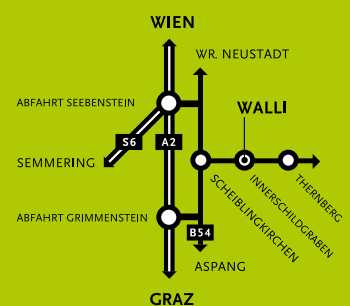 WIEN
WR. NEUSTADT
ABFAHRT SEEBENSTEIN
WALLI
S6
A2
SEMMERING
SCHEIBLINGKIRCHEN
INNERSCHILDGRABEN
THERNBERG
ABFAHRT GRIMMENSTEIN
B54
ASPANG
GRAZ